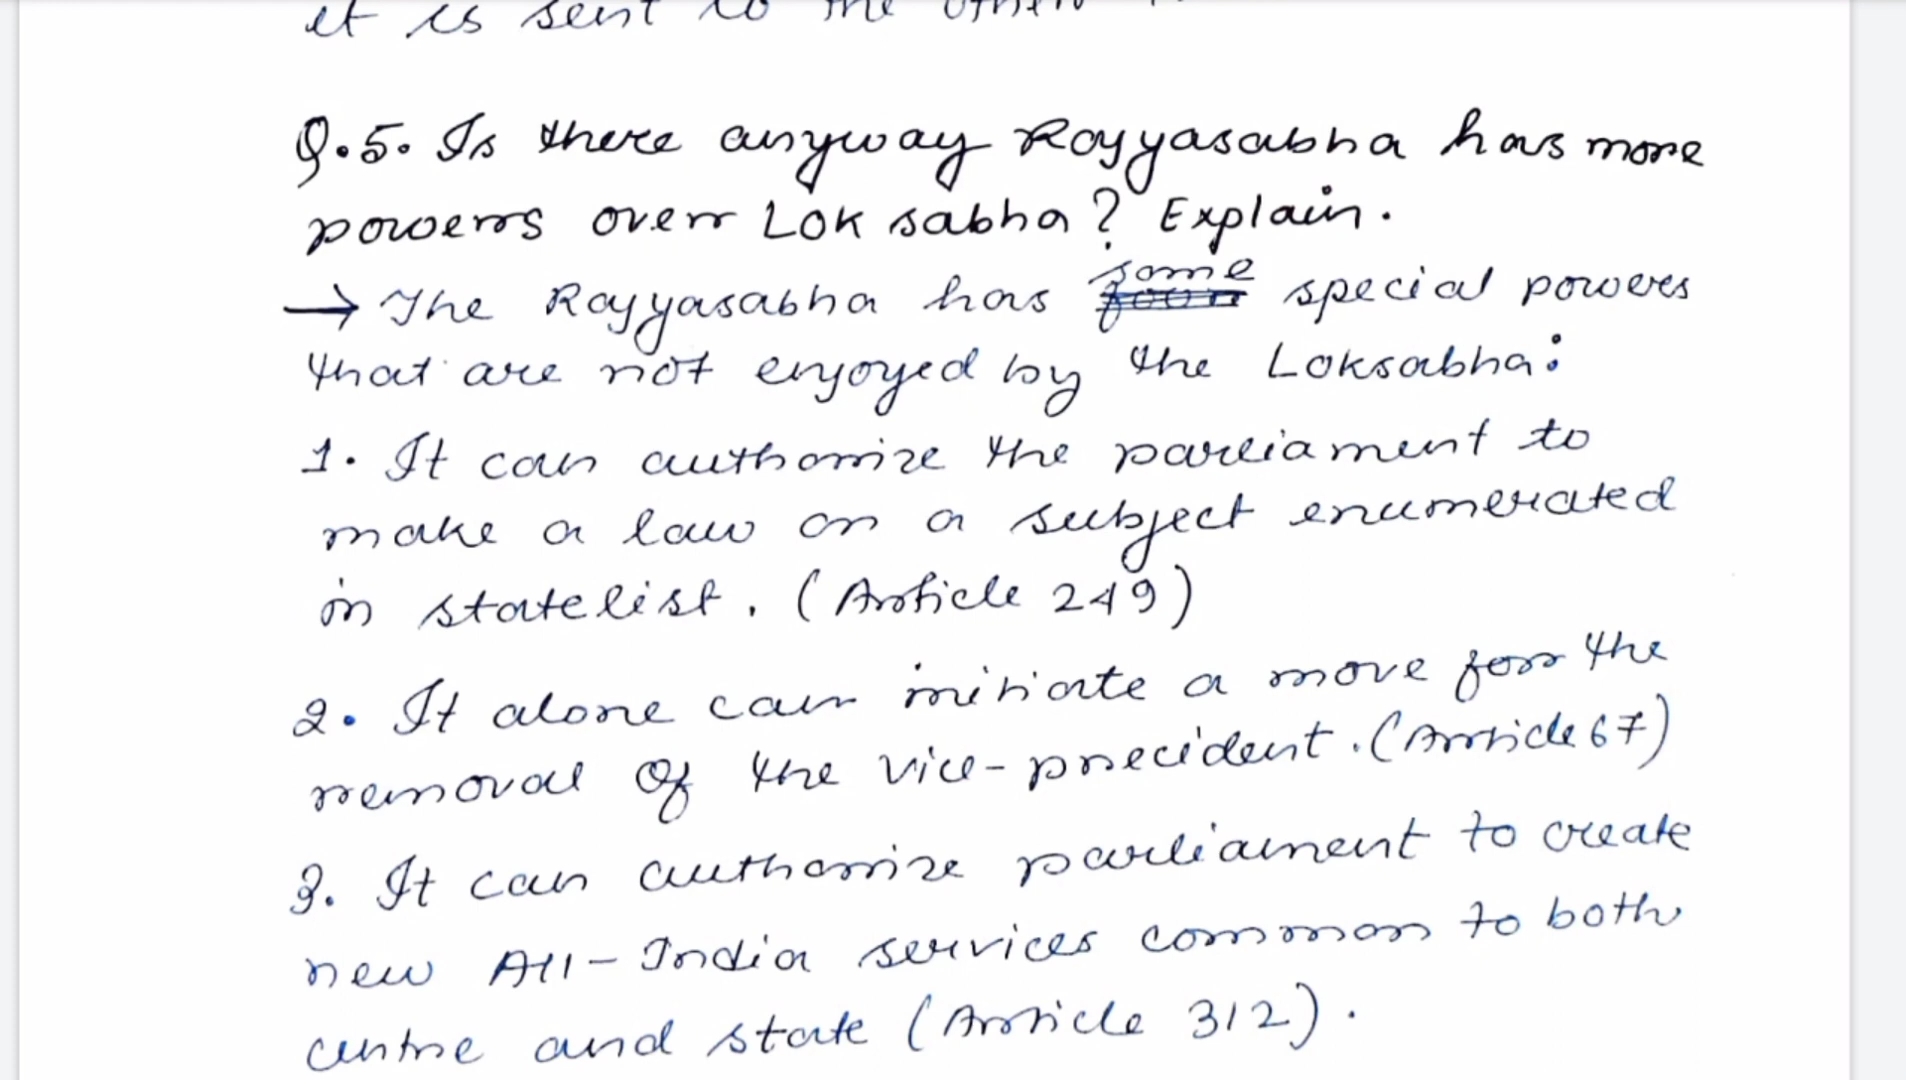 it is sent to the other
Q.5. Is there anyway Rajyasabha has more
powers over Lok sabha? Explain.
some
→ The Rajyasabha has special powers
that are not enjoyed by the Loksabha:
1. It can authorize the parliament to
make a law on a subject enumerated
in state list. (Article 249)
2. It alone can initiate a move for the
removal of the vice-precident. (Article 67)
3. It can authorize parliament to create
new All-India services common to both
centre and state (Article 312).